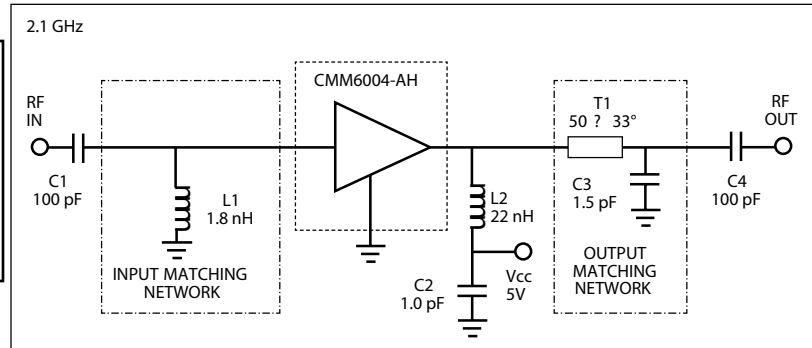 2.1 GHz
CMM6004-AH
RF
IN
C1
100 pF
L1
1.8 nH
INPUT MATCHING
NETWORK
L2
22 nH
C2
1.0 pF
Vcc
5V
T1
50 ? 33°
C3
1.5 pF
OUTPUT
MATCHING
NETWORK
C4
100 pF
RF
OUT